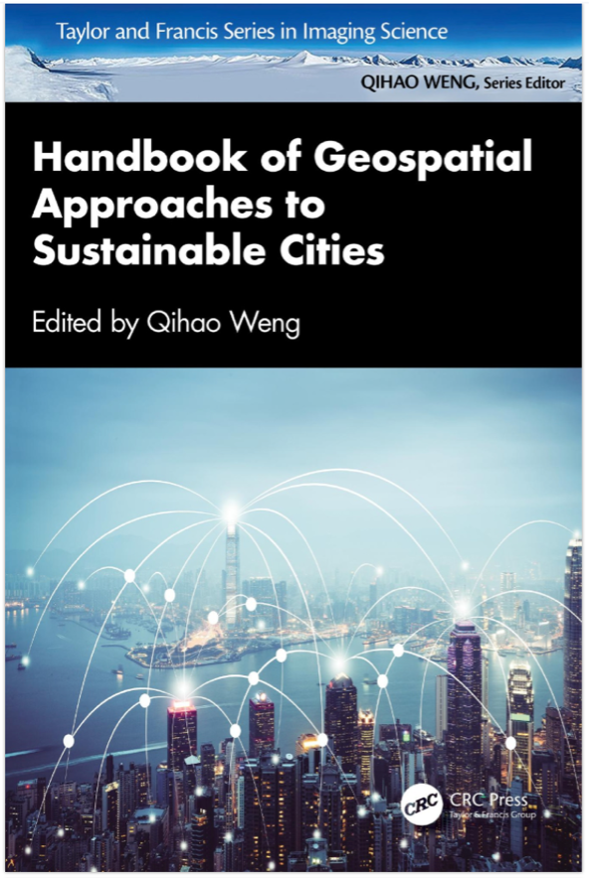 Taylor and Francis Series in Imaging Science
QIHAO WENG, Series Editor
Handbook of Geospatial
Approaches to
Sustainable Cities
Edited by Qihao Weng
CRC
CRC Press
Taylor & Francis Group